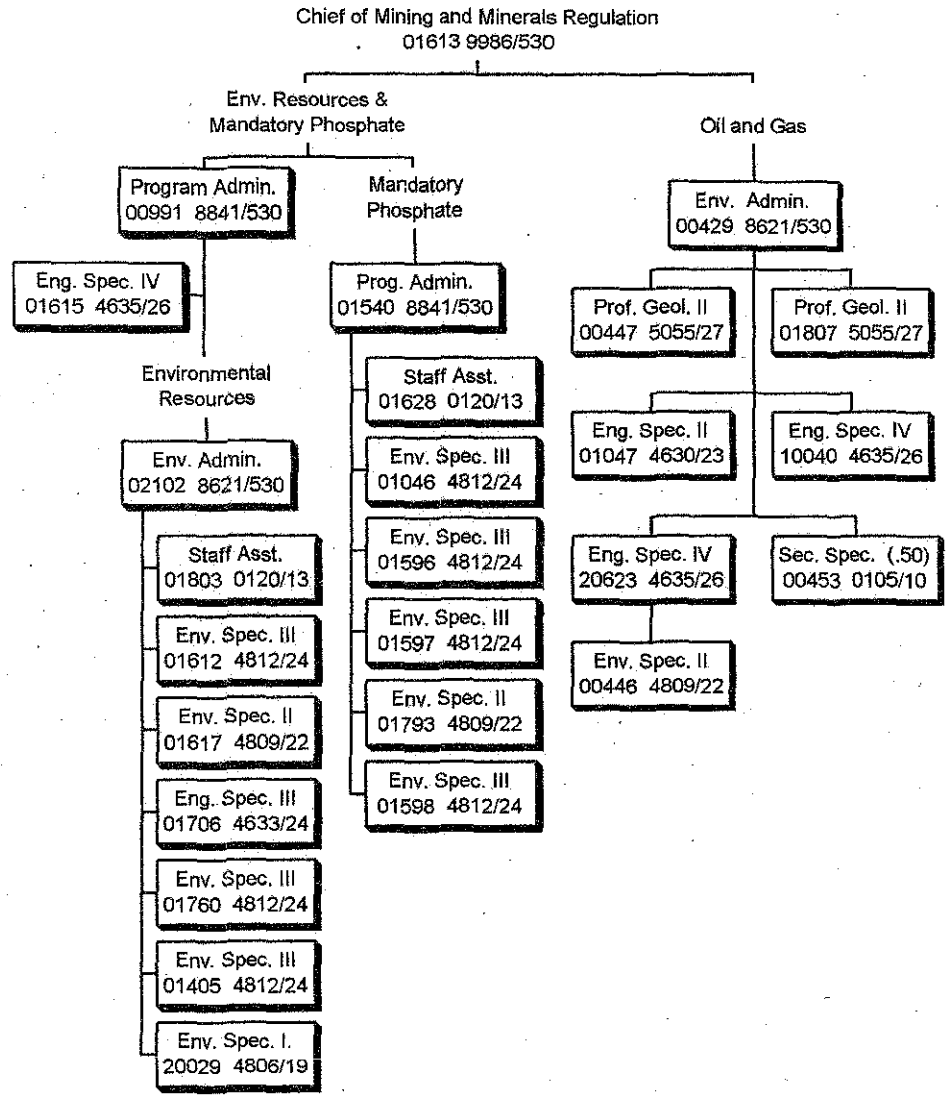 Chief of Mining and Minerals Regulation
01613 9986/530
Env. Resources &
Mandatory Phosphate
Program Admin.
00991 8841/530
Eng. Spec. IV
01615 4635/26
Environmental
Resources
Env. Admin.
02102 8621/530
Staff Asst.
01803 0120/13
Env. Spec. III
01612 4812/24
Env. Spec. II
01617 4809/22
Eng. Spec. III
01706 4633/24
Env. Spec. III
01760 4812/24
Env. Spec. III
01405 4812/24
Env. Spec. I.
20029 4806/19
Mandatory
Phosphate
Prog. Admin.
01540 8841/530
Staff Asst.
01628 0120/13
Env. Spec. III
01046 4812/24
Env. Spec. III
01596 4812/24
Env. Spec. III
01597 4812/24
Env. Spec. II
01793 4809/22
Env. Spec. III
01598 4812/24
Oil and Gas
Env. Admin.
00429 8621/530
Prof. Geol. II
00447 5055/27
Prof. Geol. II
01807 5055/27
Eng. Spec. II
01047 4630/23
Eng. Spec. IV
10040 4635/26
Eng. Spec. IV
20623 4635/26
Sec. Spec. (.50)
00453 0105/10
Env. Spec. II
00446 4809/22